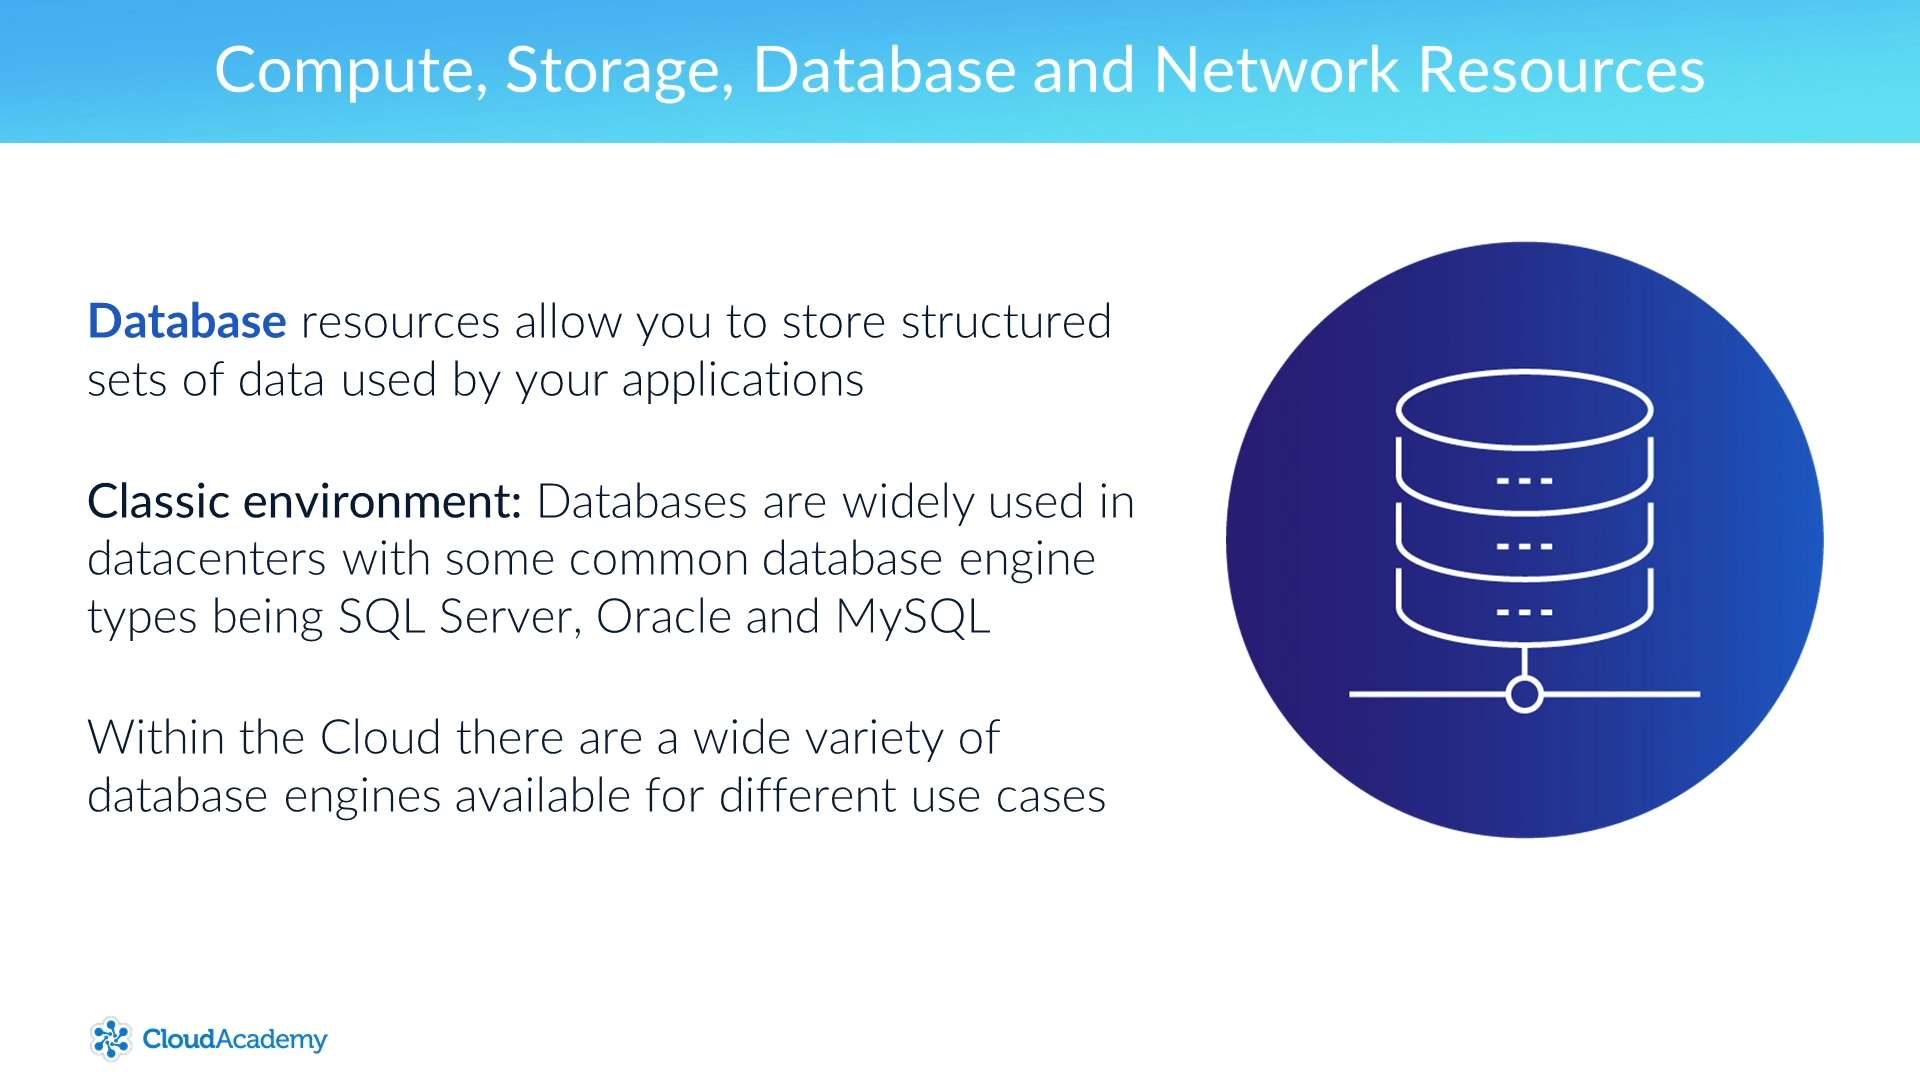 Compute, Storage, Database and Network Resources
Database resources allow you to store structured
sets of data used by your applications
Classic environment: Databases are widely used in
datacenters with some common database engine
types being SQL Server, Oracle and MySQL
Within the Cloud there are a wide variety of
database engines available for different use cases
CloudAcademy